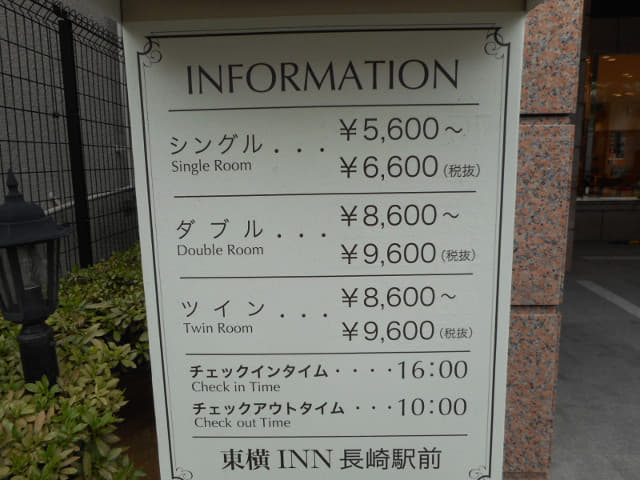 INFORMATION
シングル . . . ¥5,600～
Single Room ¥6,600(税抜)
ダブル . . . ¥8,600～
Double Room ¥9,600(税抜)
ツイン . . . ¥8,600～
Twin Room ¥9,600(税抜)
チェックインタイム ・・・・16:00
Check in Time
チェックアウトタイム ・・・10:00
Check out Time
東横 INN 長崎駅前